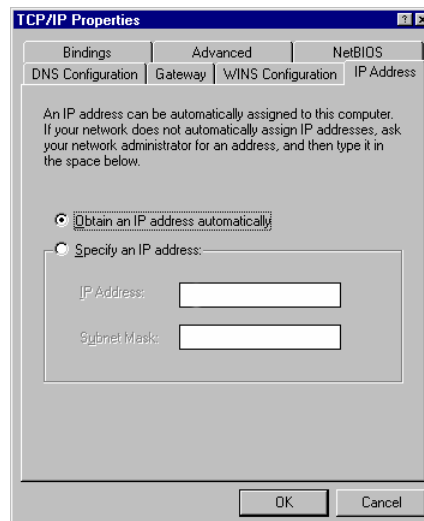 TCP/IP Properties
Bindings
Advanced
NetBIOS
DNS Configuration
Gateway
WINS Configuration
IP Address
An IP address can be automatically assigned to this computer.
If your network does not automatically assign IP addresses, ask
your network administrator for an address, and then type it in
the space below.
Obtain an IP address automatically
Specify an IP address:
IP Address:
Subnet Mask:
OK
Cancel